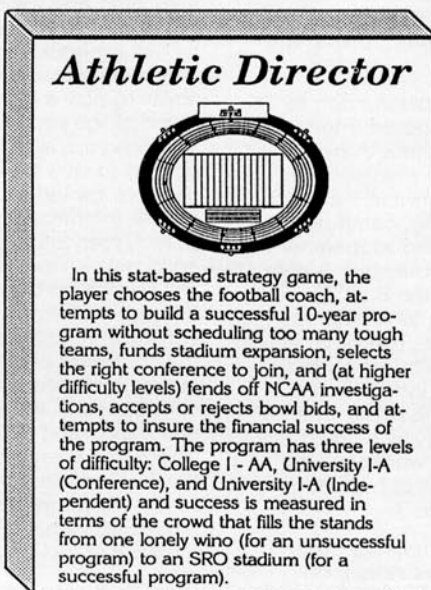 Athletic Director
In this stat-based strategy game, the
player chooses the football coach, at-
tempts to build a successful 10-year pro-
gram without scheduling too many tough
teams, funds stadium expansion, selects
the right conference to join, and (at higher
difficulty levels) fends off NCAA investiga-
tions, accepts or rejects bowl bids, and at-
tempts to insure the financial success of
the program. The program has three levels
of difficulty: College I - AA, University I-A
(Conference), and University I-A (Inde-
pendent) and success is measured in
terms of the crowd that fills the stands
from one lonely wino (for an unsuccessful
program) to an SRO stadium (for a
successful program).